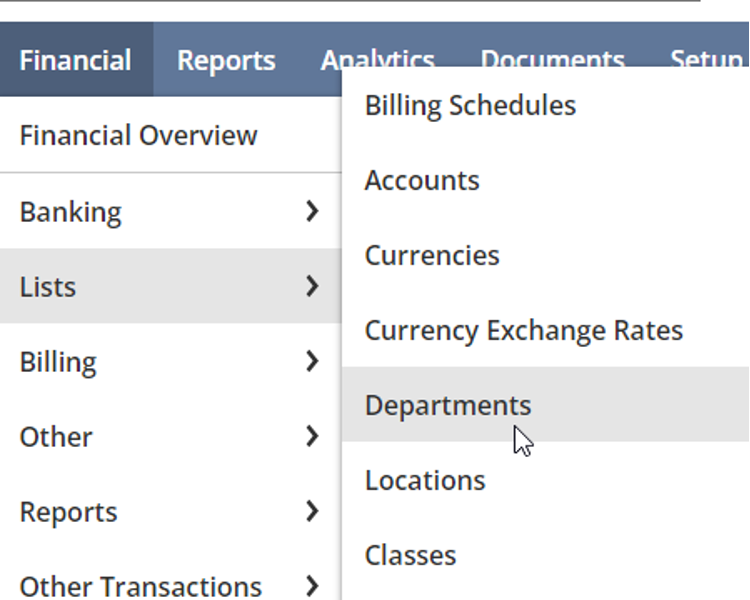 Financial Reports Analytics Documents Setup
Financial Overview
Banking
Lists
Billing
Other
Reports
Other Transactions
Billing Schedules
Accounts
Currencies
Currency Exchange Rates
Departments
Locations
Classes